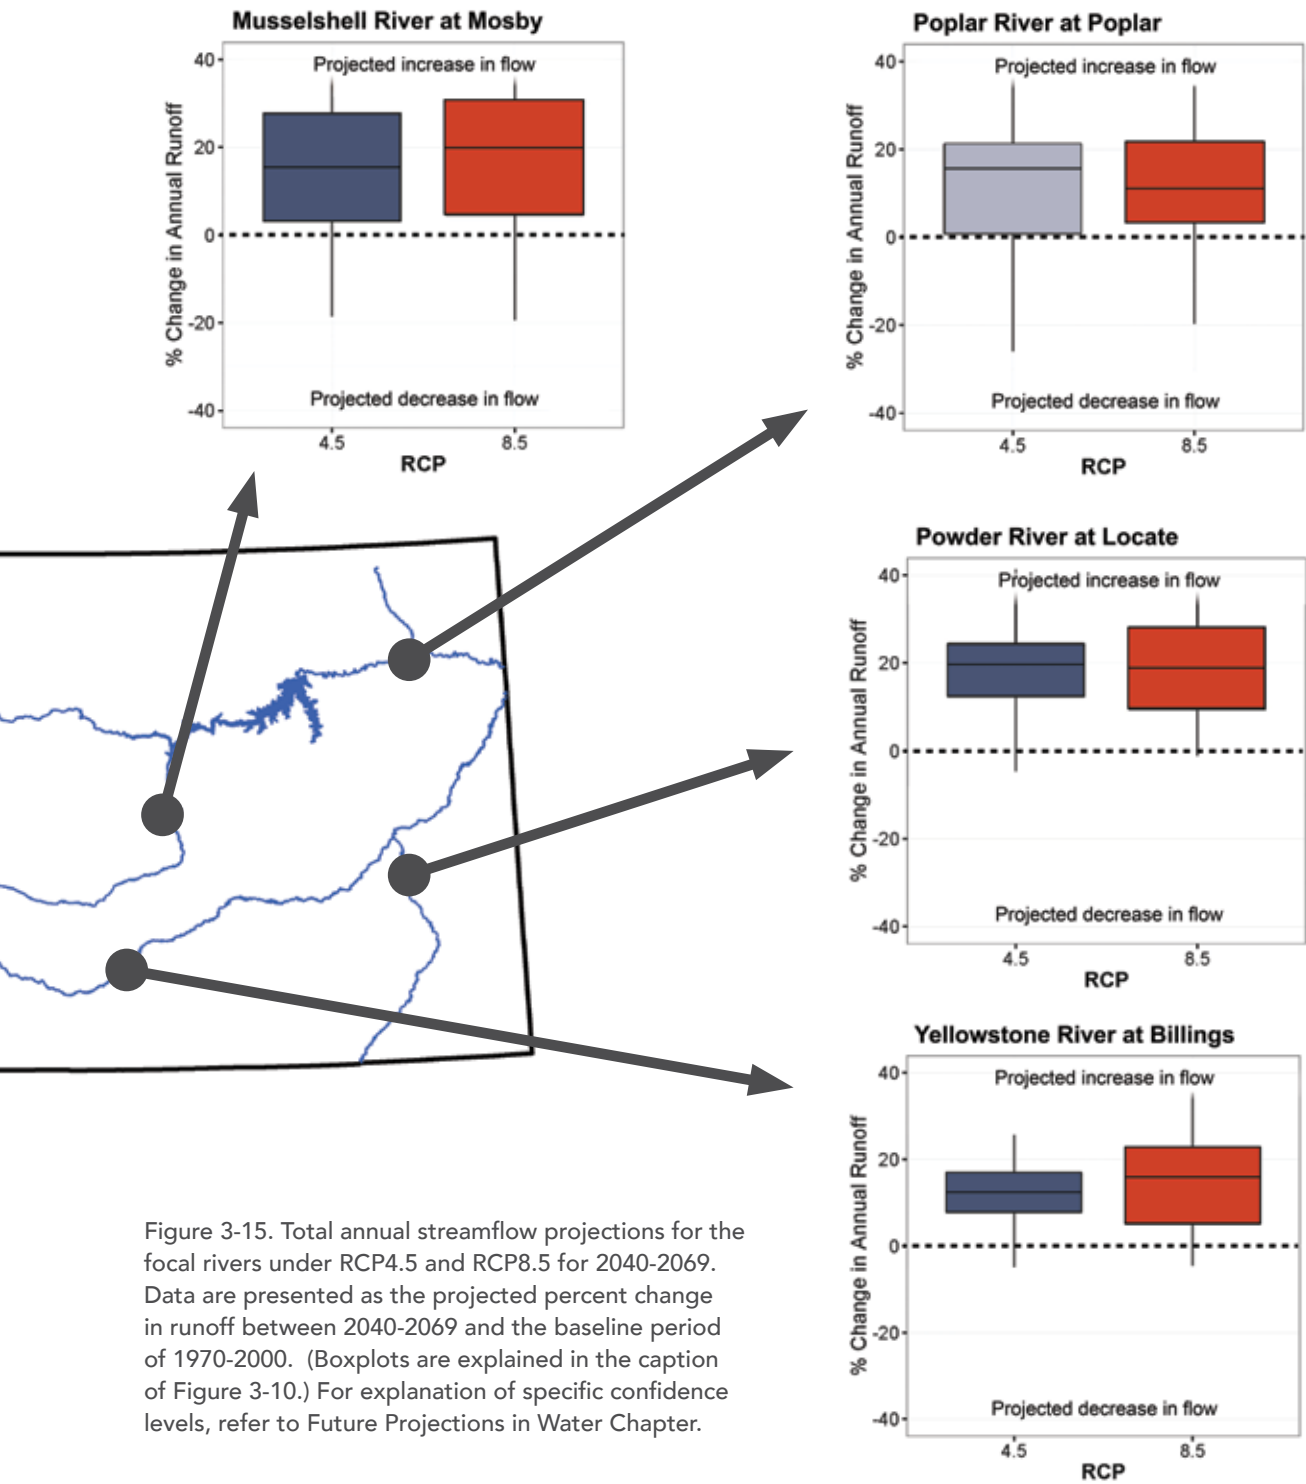 Musselshell River at Mosby
% Change in Annual Runoff
40
20
0
-20
-40
Projected increase in flow
Projected decrease in flow
4.5
8.5
RCP
Poplar River at Poplar
% Change in Annual Runoff
40
20
0
-20
-40
Projected increase in flow
Projected decrease in flow
4.5
8.5
RCP
Powder River at Locate
% Change in Annual Runoff
40
20
0
-20
-40
Projected increase in flow
Projected decrease in flow
4.5
8.5
RCP
Yellowstone River at Billings
% Change in Annual Runoff
40
20
0
-20
-40
Projected increase in flow
Projected decrease in flow
4.5
8.5
RCP
Figure 3-15. Total annual streamflow projections for the
focal rivers under RCP4.5 and RCP8.5 for 2040-2069.
Data are presented as the projected percent change
in runoff between 2040-2069 and the baseline period
of 1970-2000.  (Boxplots are explained in the caption
of Figure 3-10.) For explanation of specific confidence
levels, refer to Future Projections in Water Chapter.